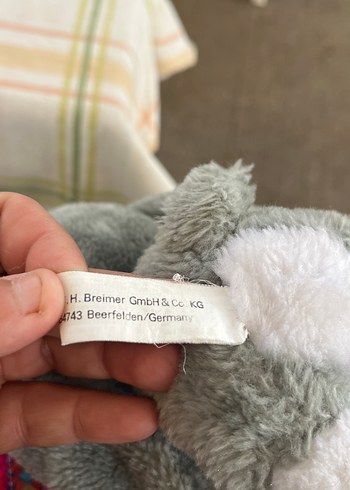 H. Breimer GmbH & Co. KG
4743 Beerfelden/Germany